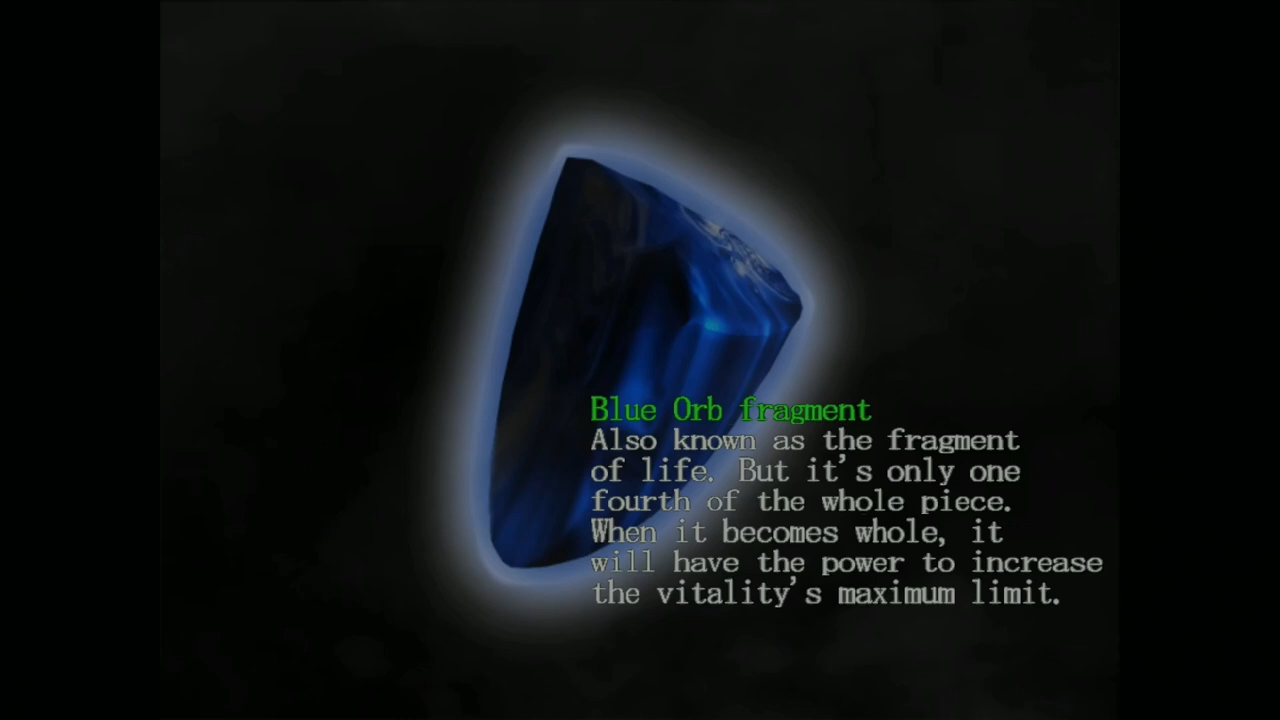 Blue Orb fragment
Also known as the fragment
of life. But it's only one
fourth of the whole piece.
When it becomes whole, it
will have the power to increase
the vitality's maximum limit.